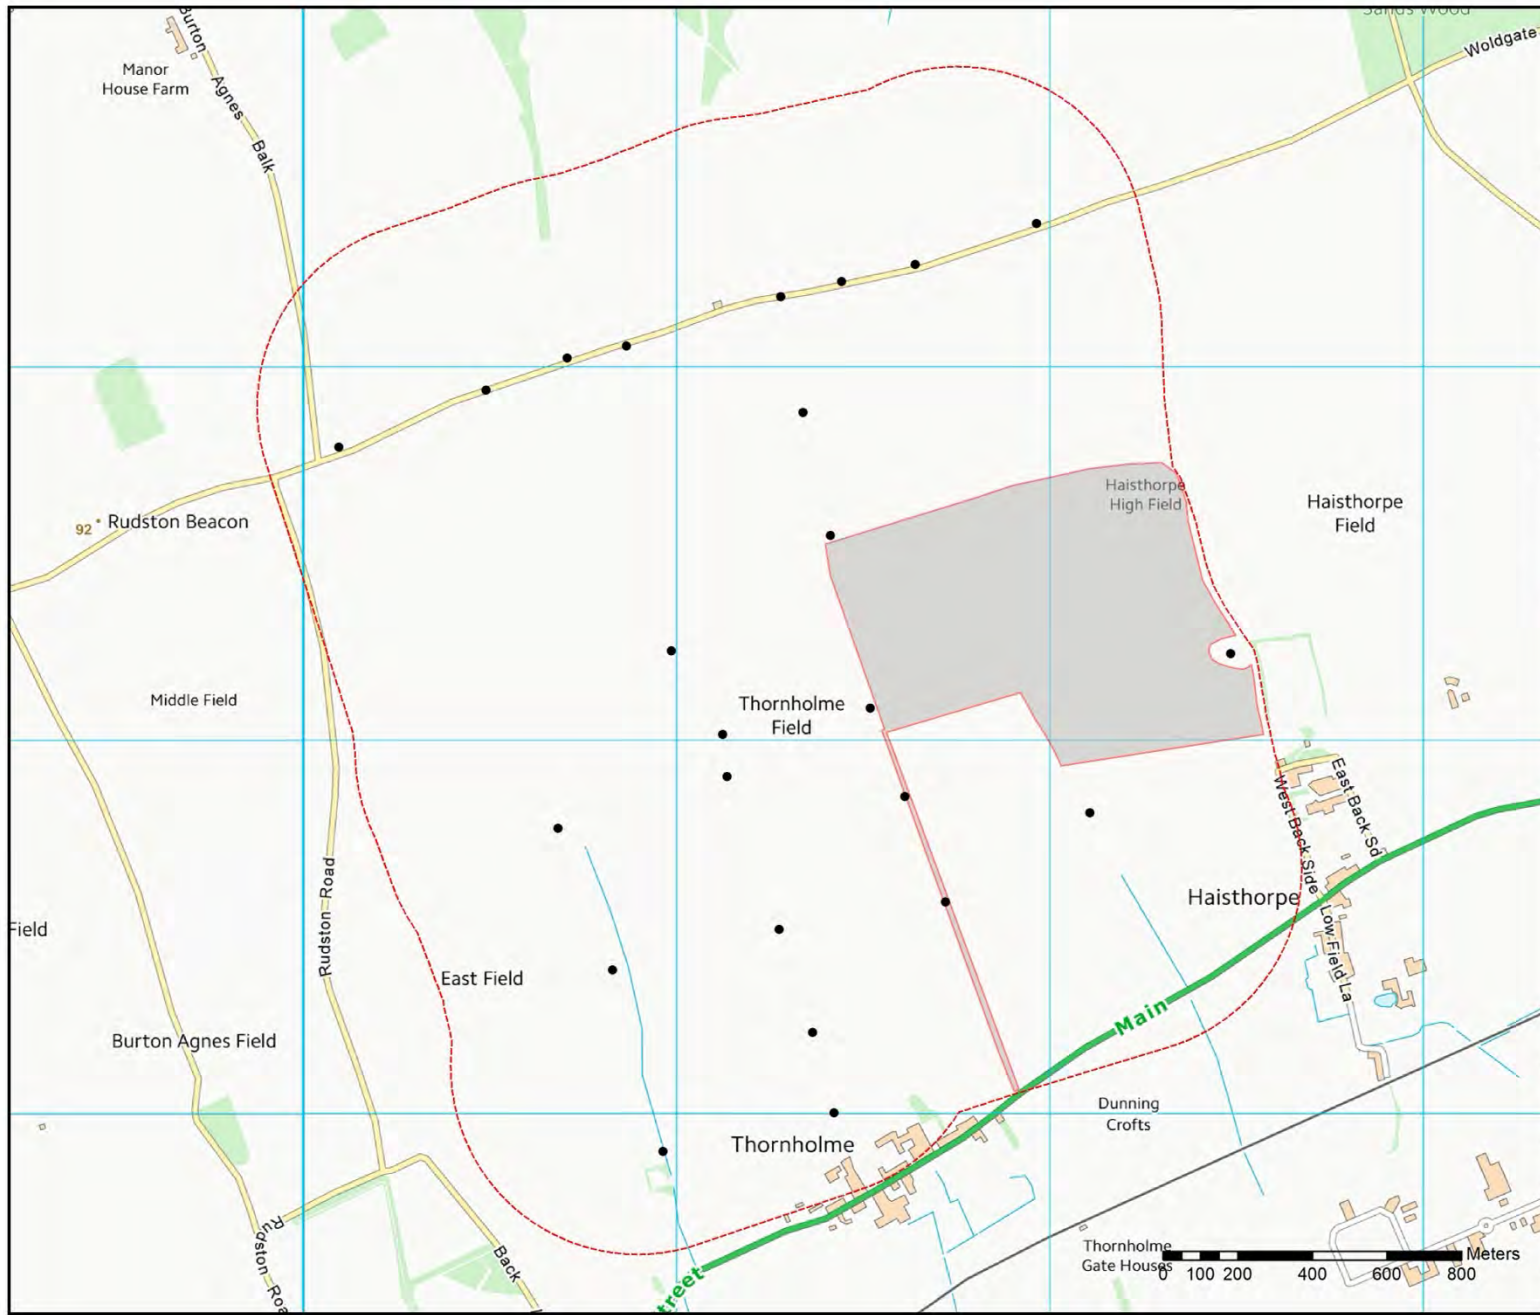 Sands Wood
Burton
Agnes
Balk
Woldgate
Manor
House Farm
Haisthorpe
High Field
Haisthorpe
Field
92
Rudston Beacon
Middle Field
Thornholme
Field
West Back Side
East Back Sd
Rudston Road
Haisthorpe
Low Field La
Field
East Field
Main
Burton Agnes Field
Dunning
Crofts
Thornholme
Back
Thornholme
Gate Houses
Meters
0 100 200 400 600 800
treet